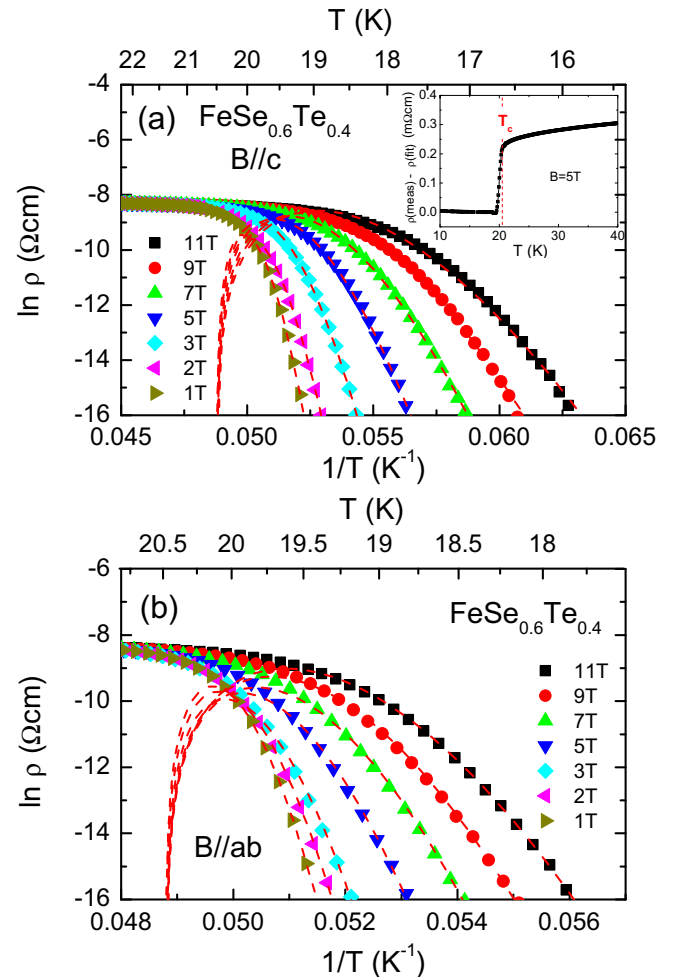 T (K)
22 21 20 19 18 17 16
-4
-6
-8
-10
-12
-14
-16
ln ρ (Ωcm)
(a) FeSe0.6Te0.4
B//c
11T
9T
7T
5T
3T
2T
1T
ρ(meas) - ρ(fit) (mΩcm)
0.4
0.3
0.2
0.1
0.0
Tc
B=5T
10 20 30 40
T (K)
0.045 0.050 0.055 0.060 0.065
1/T (K-1)
T (K)
20.5 20 19.5 19 18.5 18
-6
-8
-10
-12
-14
-16
ln ρ (Ωcm)
(b)
FeSe0.6Te0.4
11T
9T
7T
5T
3T
2T
1T
B//ab
0.048 0.050 0.052 0.054 0.056
1/T (K-1)